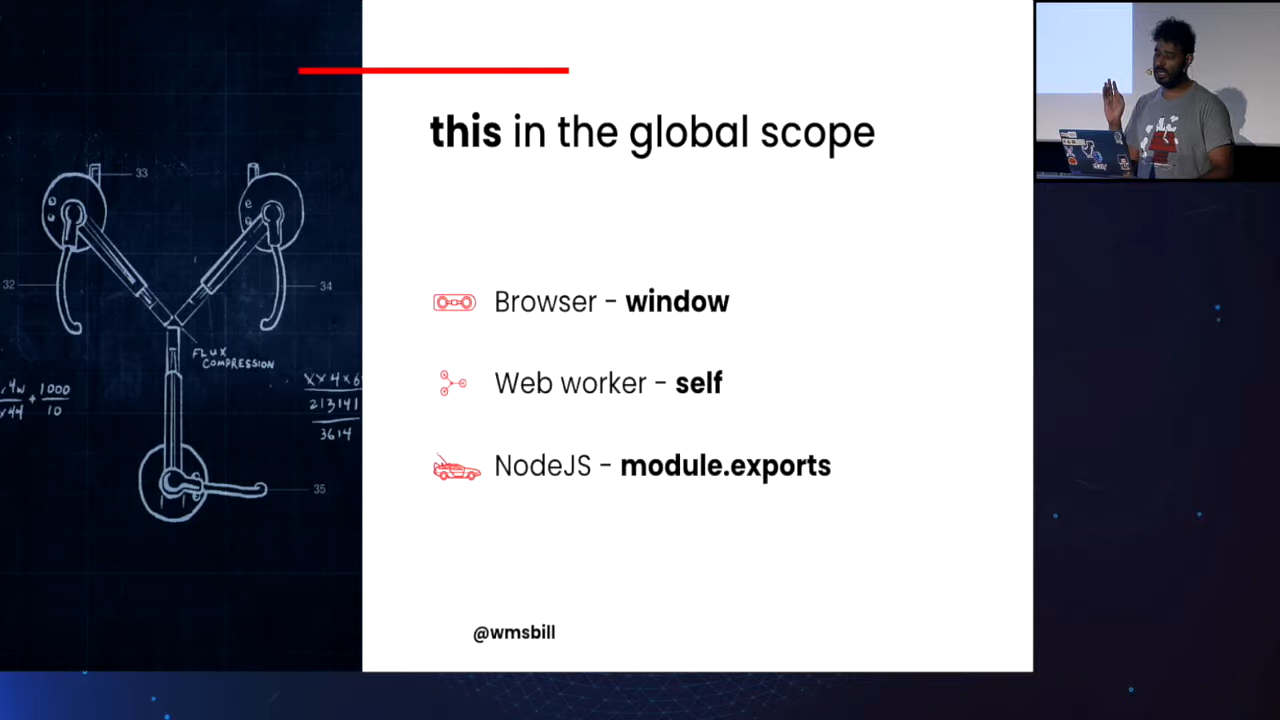 this in the global scope
Browser - window
Web worker - self
NodeJS - module.exports
@wmsbill
33
32
34
FLUX
COMPRESSION
1000
10
XX4x6
213141
3614
35